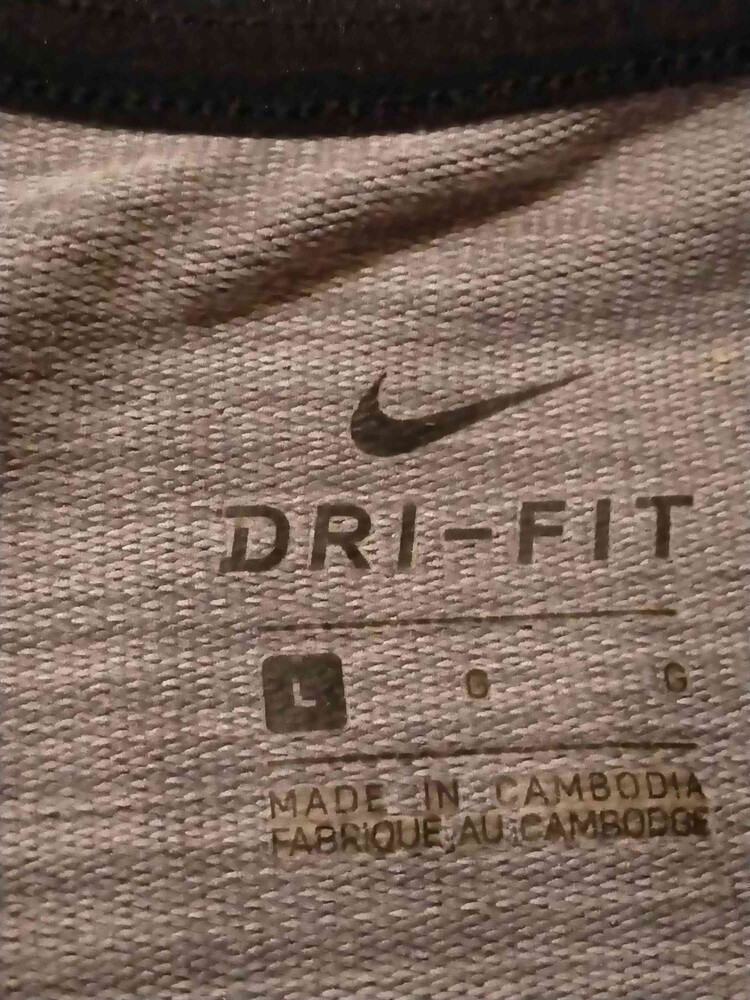 DRI-FIT
L G G
MADE IN CAMBODIA
FABRIQUE AU CAMBODGE